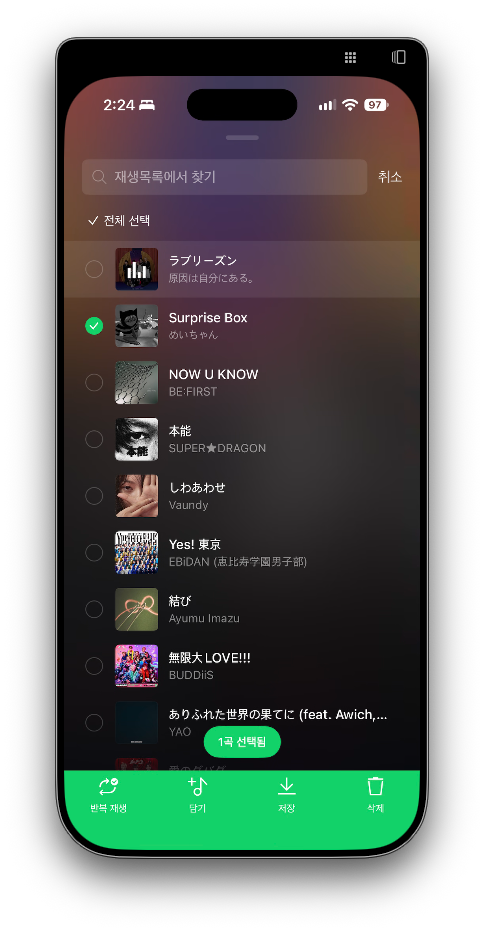 2:24
97
재생목록에서 찾기
취소
전체 선택
ラブリーズン
原因は自分にある。
Surprise Box
めいちゃん
NOW U KNOW
BE:FIRST
本能
本能
SUPER★DRAGON
しわあわせ
Vaundy
Yes! 東京
EBiDAN (恵比寿学園男子部)
結び
Ayumu Imazu
無限大 LOVE!!!
BUDDiiS
ありふれた世界の果てに (feat. Awich,...
YAO
1곡 선택됨
반복 재생
담기
저장
삭제